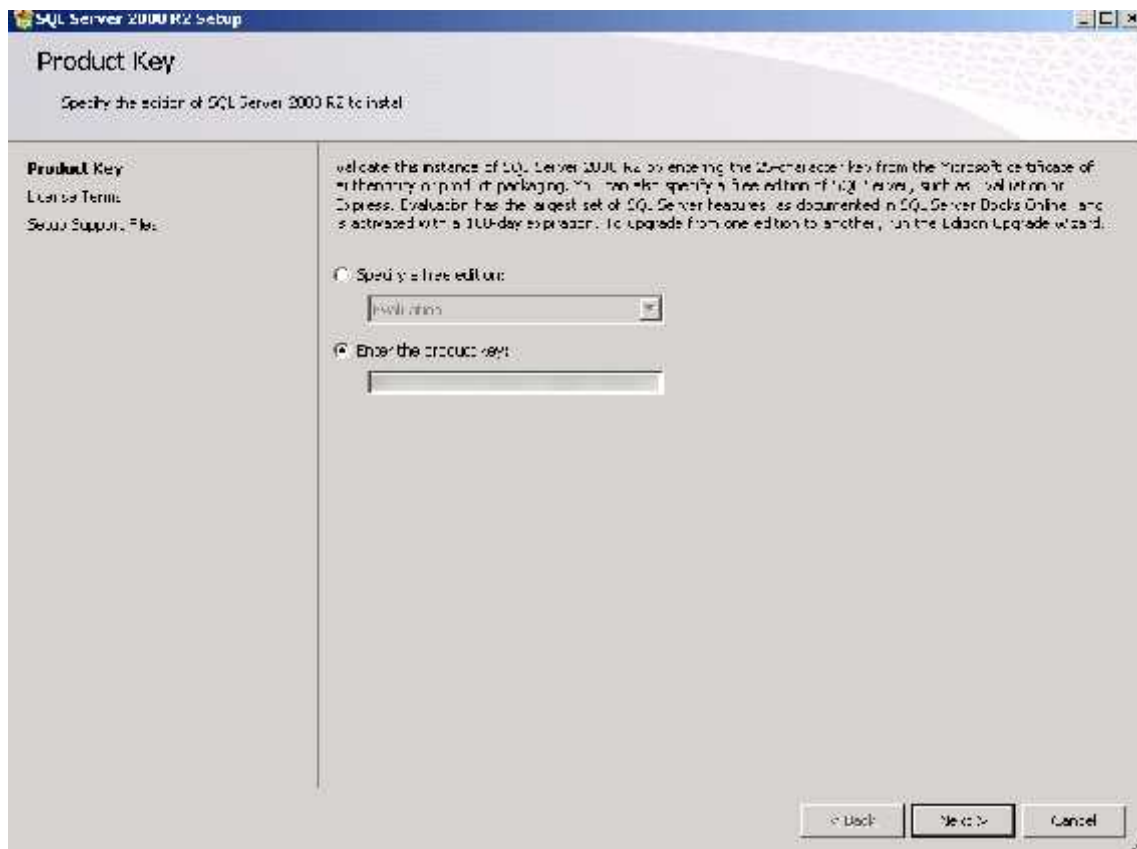 SQL Server 2008 R2 Setup
Product Key
Specify the edition of SQL Server 2008 R2 to install.
Product Key
License Terms
Setup Support Files
Validate this instance of SQL Server 2008 R2 by entering the 25-character key from the Microsoft certificate of
authenticity or product packaging. You can also specify a free edition of SQL Server, such as Evaluation or
Express. Evaluation has the largest set of SQL Server features, as documented in SQL Server Books Online, and
is activated with a 180-day expiration. To upgrade from one edition to another, run the Edition Upgrade Wizard.
Specify a free edition:
Evaluation
Enter the product key:
< Back
Next >
Cancel